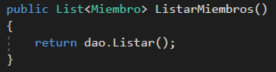 public List<Miembro> ListarMiembros()
{
return dao.Listar();
}